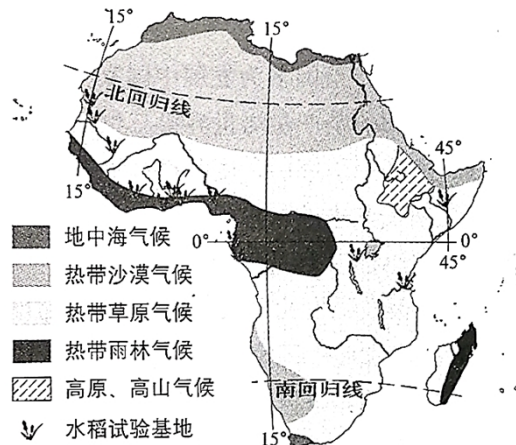 15°
15°
北回归线
15°
45°
0°
0°
45°
地中海气候
热带沙漠气候
热带草原气候
热带雨林气候
高原、高山气候
水稻试验基地
南回归线
15°